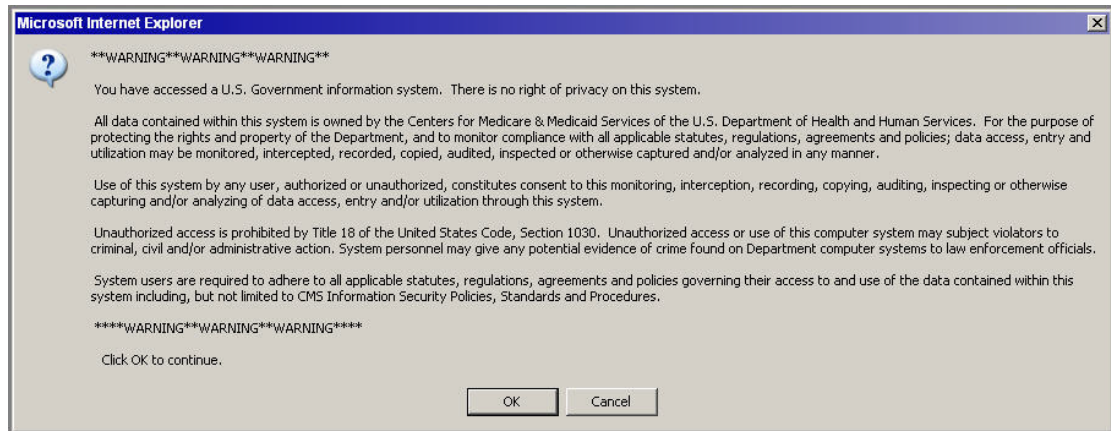 Microsoft Internet Explorer
**WARNING**WARNING**WARNING**
You have accessed a U.S. Government information system. There is no right of privacy on this system.
All data contained within this system is owned by the Centers for Medicare & Medicaid Services of the U.S. Department of Health and Human Services. For the purpose of
protecting the rights and property of the Department, and to monitor compliance with all applicable statutes, regulations, agreements and policies; data access, entry and
utilization may be monitored, intercepted, recorded, copied, audited, inspected or otherwise captured and/or analyzed in any manner.
Use of this system by any user, authorized or unauthorized, constitutes consent to this monitoring, interception, recording, copying, auditing, inspecting or otherwise
capturing and/or analyzing of data access, entry and/or utilization through this system.
Unauthorized access is prohibited by Title 18 of the United States Code, Section 1030. Unauthorized access or use of this computer system may subject violators to
criminal, civil and/or administrative action. System personnel may give any potential evidence of crime found on Department computer systems to law enforcement officials.
System users are required to adhere to all applicable statutes, regulations, agreements and policies governing their access to and use of the data contained within this
system including, but not limited to CMS Information Security Policies, Standards and Procedures.
****WARNING**WARNING**WARNING****
Click OK to continue.
OK Cancel